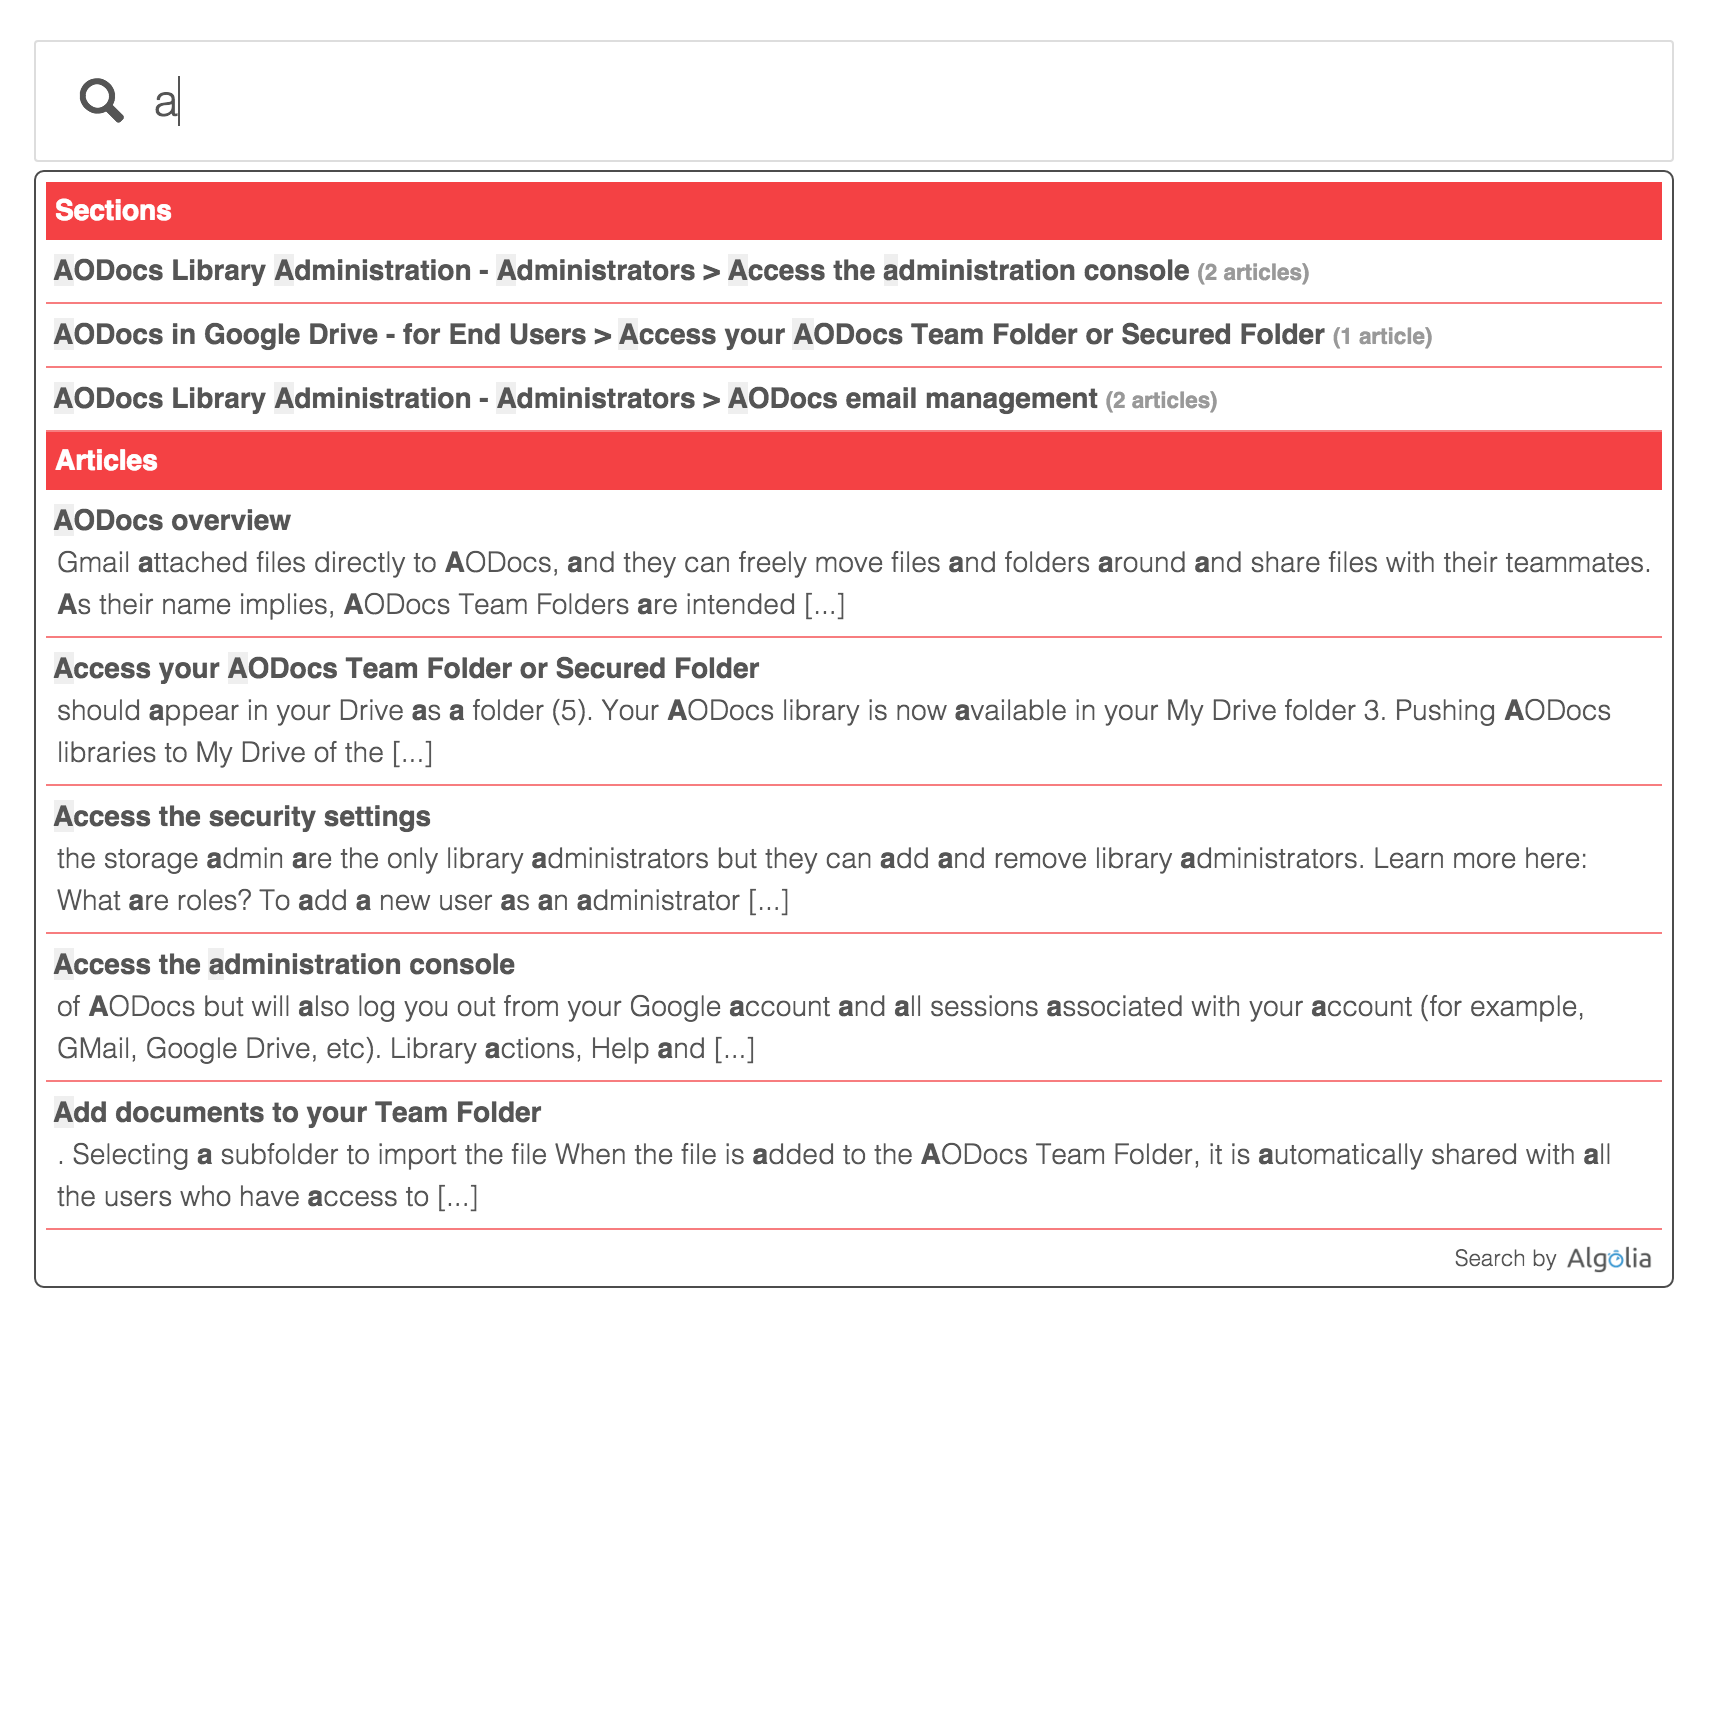 a
Sections
AODocs Library Administration - Administrators > Access the administration console (2 articles)
AODocs in Google Drive - for End Users > Access your AODocs Team Folder or Secured Folder (1 article)
AODocs Library Administration - Administrators > AODocs email management (2 articles)
Articles
AODocs overview
Gmail attached files directly to AODocs, and they can freely move files and folders around and share files with their teammates.
As their name implies, AODocs Team Folders are intended [...]
Access your AODocs Team Folder or Secured Folder
should appear in your Drive as a folder (5). Your AODocs library is now available in your My Drive folder 3. Pushing AODocs
libraries to My Drive of the [...]
Access the security settings
the storage admin are the only library administrators but they can add and remove library administrators. Learn more here:
What are roles? To add a new user as an administrator [...]
Access the administration console
of AODocs but will also log you out from your Google account and all sessions associated with your account (for example,
GMail, Google Drive, etc). Library actions, Help and [...]
Add documents to your Team Folder
. Selecting a subfolder to import the file When the file is added to the AODocs Team Folder, it is automatically shared with all
the users who have access to [...]
Search by Algolia